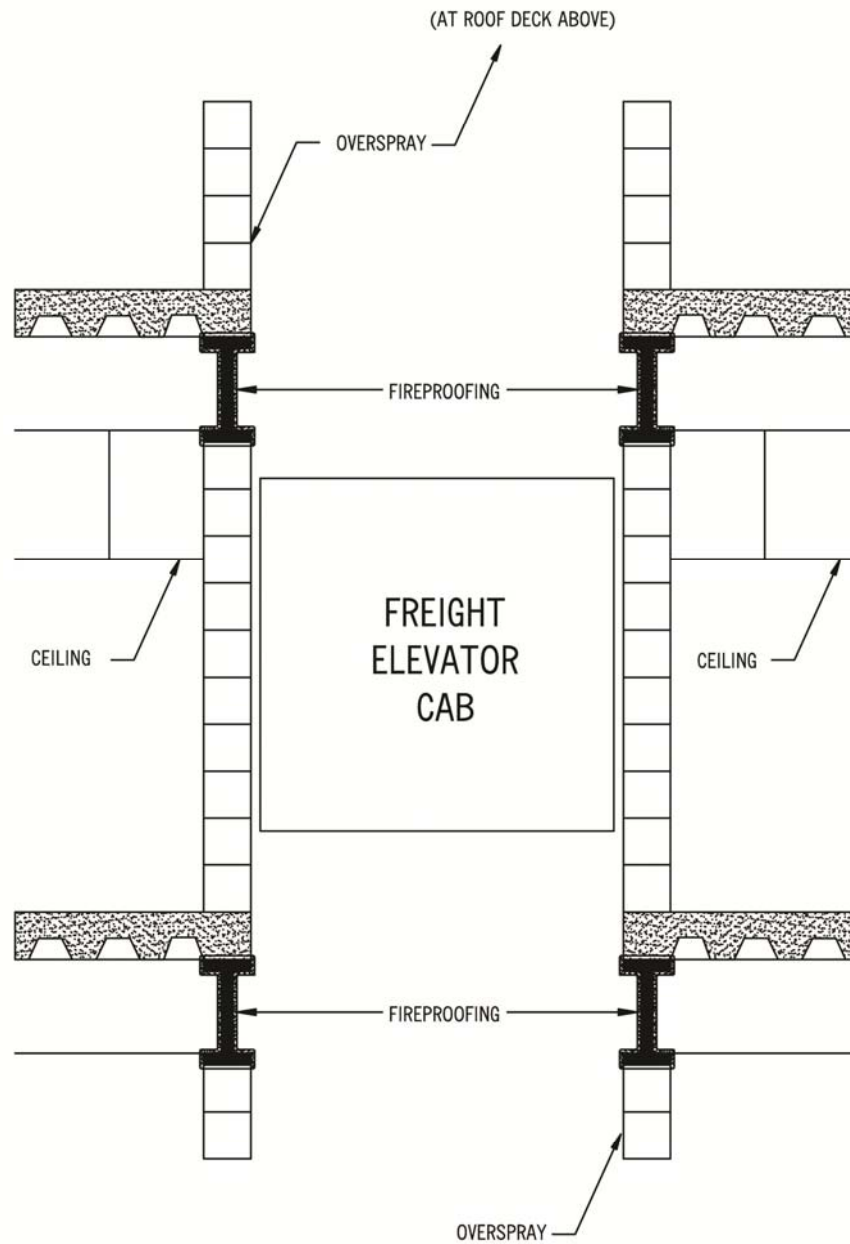 (AT ROOF DECK ABOVE)
OVERSPRAY
FIREPROOFING
FREIGHT
ELEVATOR
CAB
CEILING
CEILING
FIREPROOFING
OVERSPRAY